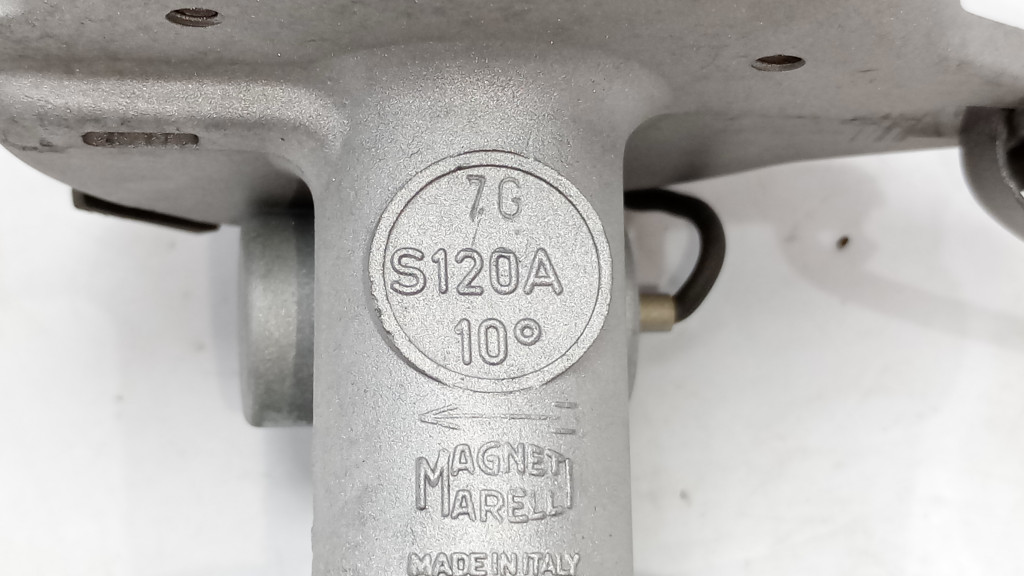 7G
S120A
10°
MAGNETI
MARELLI
MADE IN ITALY